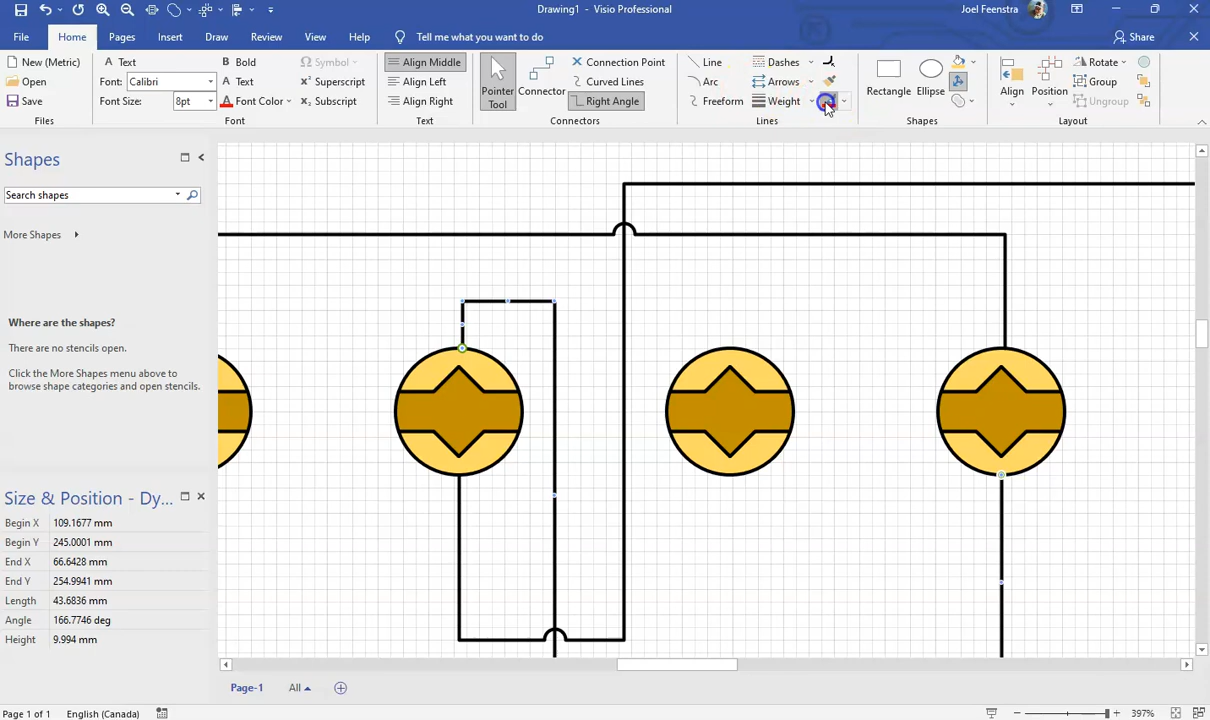 Drawing1 - Visio Professional
Joel Feenstra
File Home Pages Insert Draw Review View Help Tell me what you want to do Share
New (Metric)
Open
Save
Files
Text Bold Symbol
Font: Calibri Text Superscript
Font Size: 8pt Font Color Subscript
Font
Align Middle
Align Left
Align Right
Text
Pointer Tool
Connector
Connection Point
Curved Lines
Right Angle
Connectors
Line Dashes
Arc Arrows
Freeform Weight
Lines
Rectangle Ellipse
Shapes
Align Position
Rotate
Group
Ungroup
Layout
Shapes
Search shapes
More Shapes
Where are the shapes?
There are no stencils open.
Click the More Shapes menu above to
browse shape categories and open stencils.
Size & Position - Dy...
Begin X 109.1677 mm
Begin Y 245.0001 mm
End X 66.6428 mm
End Y 254.9941 mm
Length 43.6836 mm
Angle 166.7746 deg
Height 9.994 mm
Page-1 All
Page 1 of 1 English (Canada) 397%